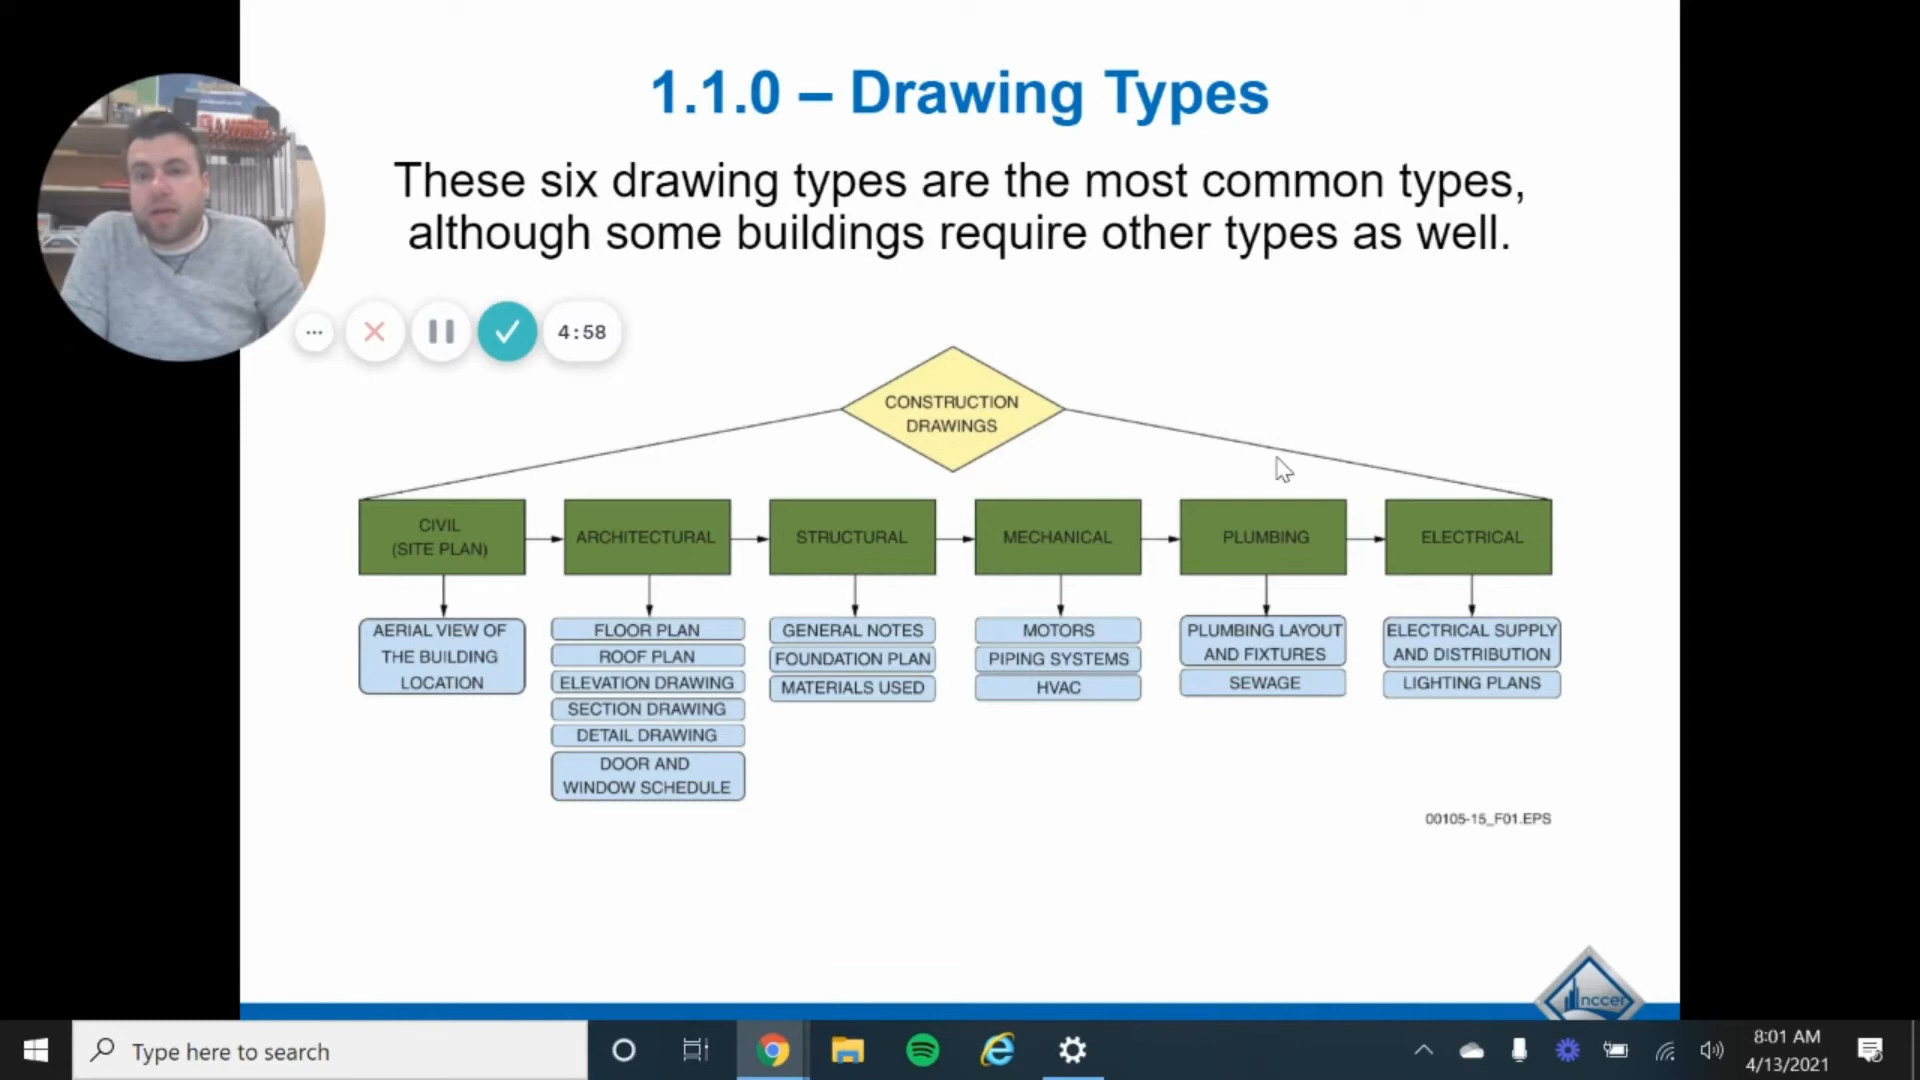 1.1.0 – Drawing Types
These six drawing types are the most common types,
although some buildings require other types as well.
4:58
CONSTRUCTION
DRAWINGS
CIVIL
(SITE PLAN)
ARCHITECTURAL
STRUCTURAL
MECHANICAL
PLUMBING
ELECTRICAL
AERIAL VIEW OF
THE BUILDING
LOCATION
FLOOR PLAN
ROOF PLAN
ELEVATION DRAWING
SECTION DRAWING
DETAIL DRAWING
DOOR AND
WINDOW SCHEDULE
GENERAL NOTES
FOUNDATION PLAN
MATERIALS USED
MOTORS
PIPING SYSTEMS
HVAC
PLUMBING LAYOUT
AND FIXTURES
SEWAGE
ELECTRICAL SUPPLY
AND DISTRIBUTION
LIGHTING PLANS
00105-15_F01.EPS
nccer
Type here to search
8:01 AM
4/13/2021